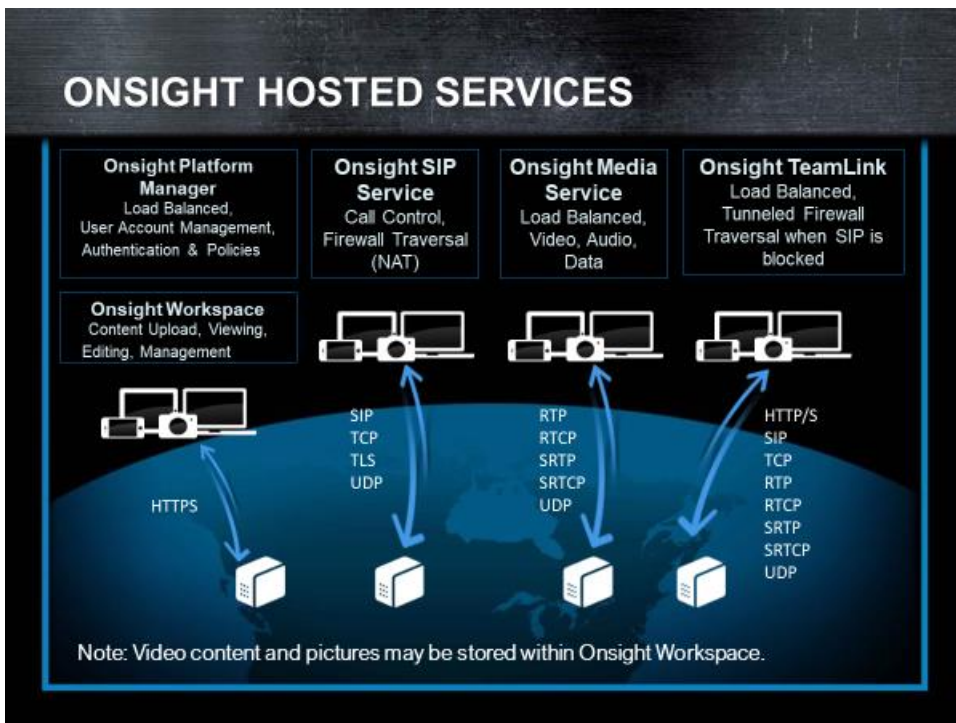 ONSIGHT HOSTED SERVICES
Onsight Platform
Manager
Load Balanced,
User Account Management,
Authentication & Policies
Onsight Workspace
Content Upload, Viewing,
Editing, Management
HTTPS
Onsight SIP
Service
Call Control,
Firewall Traversal
(NAT)
SIP
TCP
TLS
UDP
Onsight Media
Service
Load Balanced,
Video, Audio,
Data
RTP
RTCP
SRTP
SRTCP
UDP
Onsight TeamLink
Load Balanced,
Tunneled Firewall
Traversal when SIP is
blocked
HTTP/S
SIP
TCP
RTP
RTCP
SRTP
SRTCP
UDP
Note: Video content and pictures may be stored within Onsight Workspace.